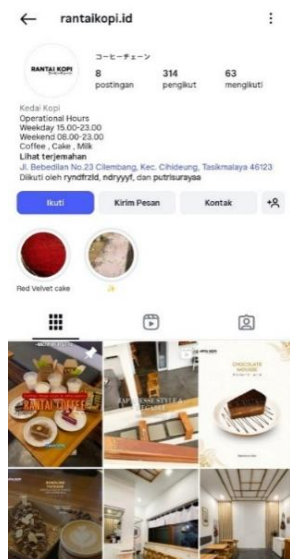 rantaikopi.id
RANTAI KOPI
コーヒーチェーン
8 314 63
postingan pengikut mengikuti
Kedai Kopi
Operational Hours
Weekday 15.00-23.00
Weekend 08.00-23.00
Coffee , Cake , Milk
Lihat terjemahan
Jl. Bebedilan No.23 Cilembang, Kec. Cihideung, Tasikmalaya 46123
Diikuti oleh ryndfrzld, ndryyyf, dan putrisurayaa
Ikuti Kirim Pesan Kontak
Red Velvet cake
RANTAI COFFEE
CHOCOLATE
MOUSSE